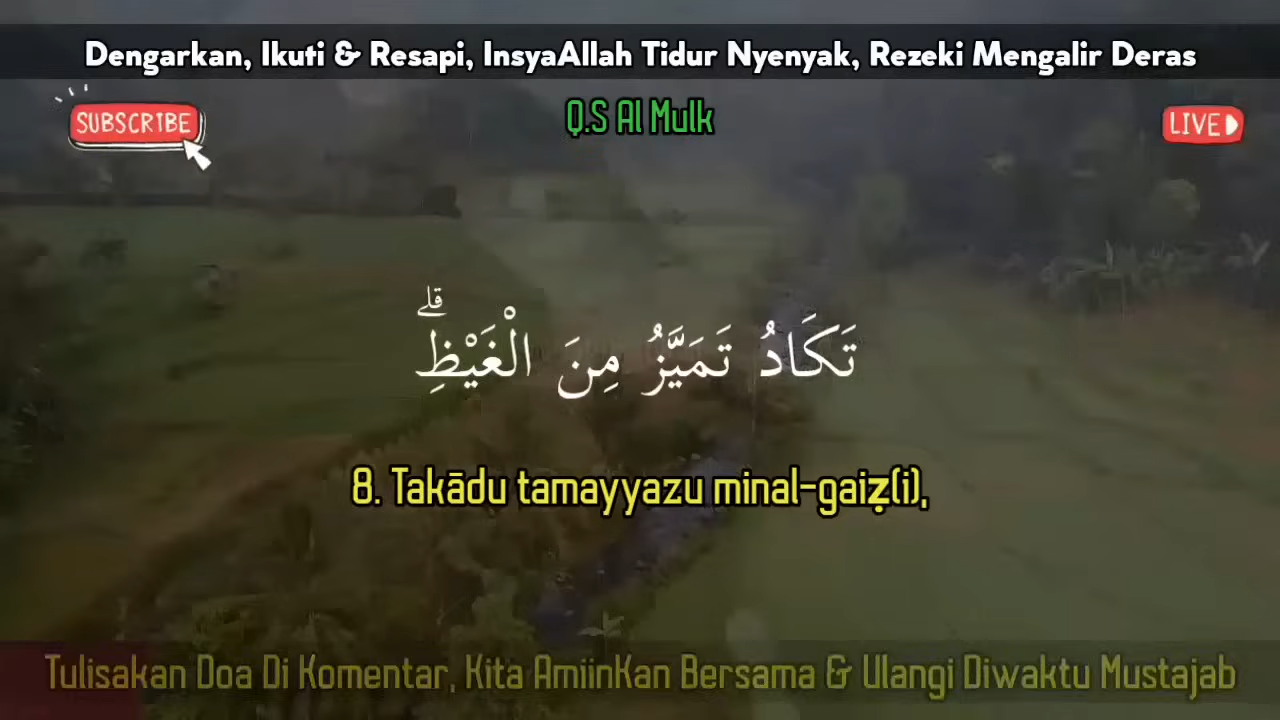 Dengarkan, Ikuti & Resapi, InsyaAllah Tidur Nyenyak, Rezeki Mengalir Deras
SUBSCRIBE
Q.S Al Mulk
LIVE
تَكَادُ تَمَيَّزُ مِنَ الْغَيْظِۗ
8. Takādu tamayyazu minal-gaiẓ(i),
Tulisakan Doa Di Komentar, Kita AmiinKan Bersama & Ulangi Diwaktu Mustajab